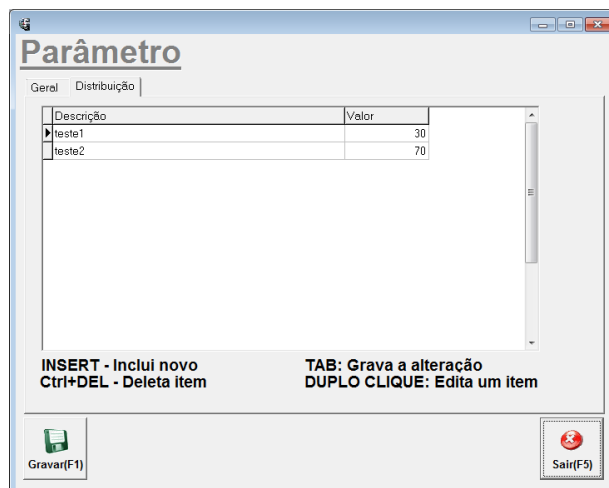 Parâmetro
Geral Distribuição
Descrição Valor
teste1 30
teste2 70
INSERT - Inclui novo TAB: Grava a alteração
Ctrl+DEL - Deleta item DUPLO CLIQUE: Edita um item
Gravar(F1) Sair(F5)